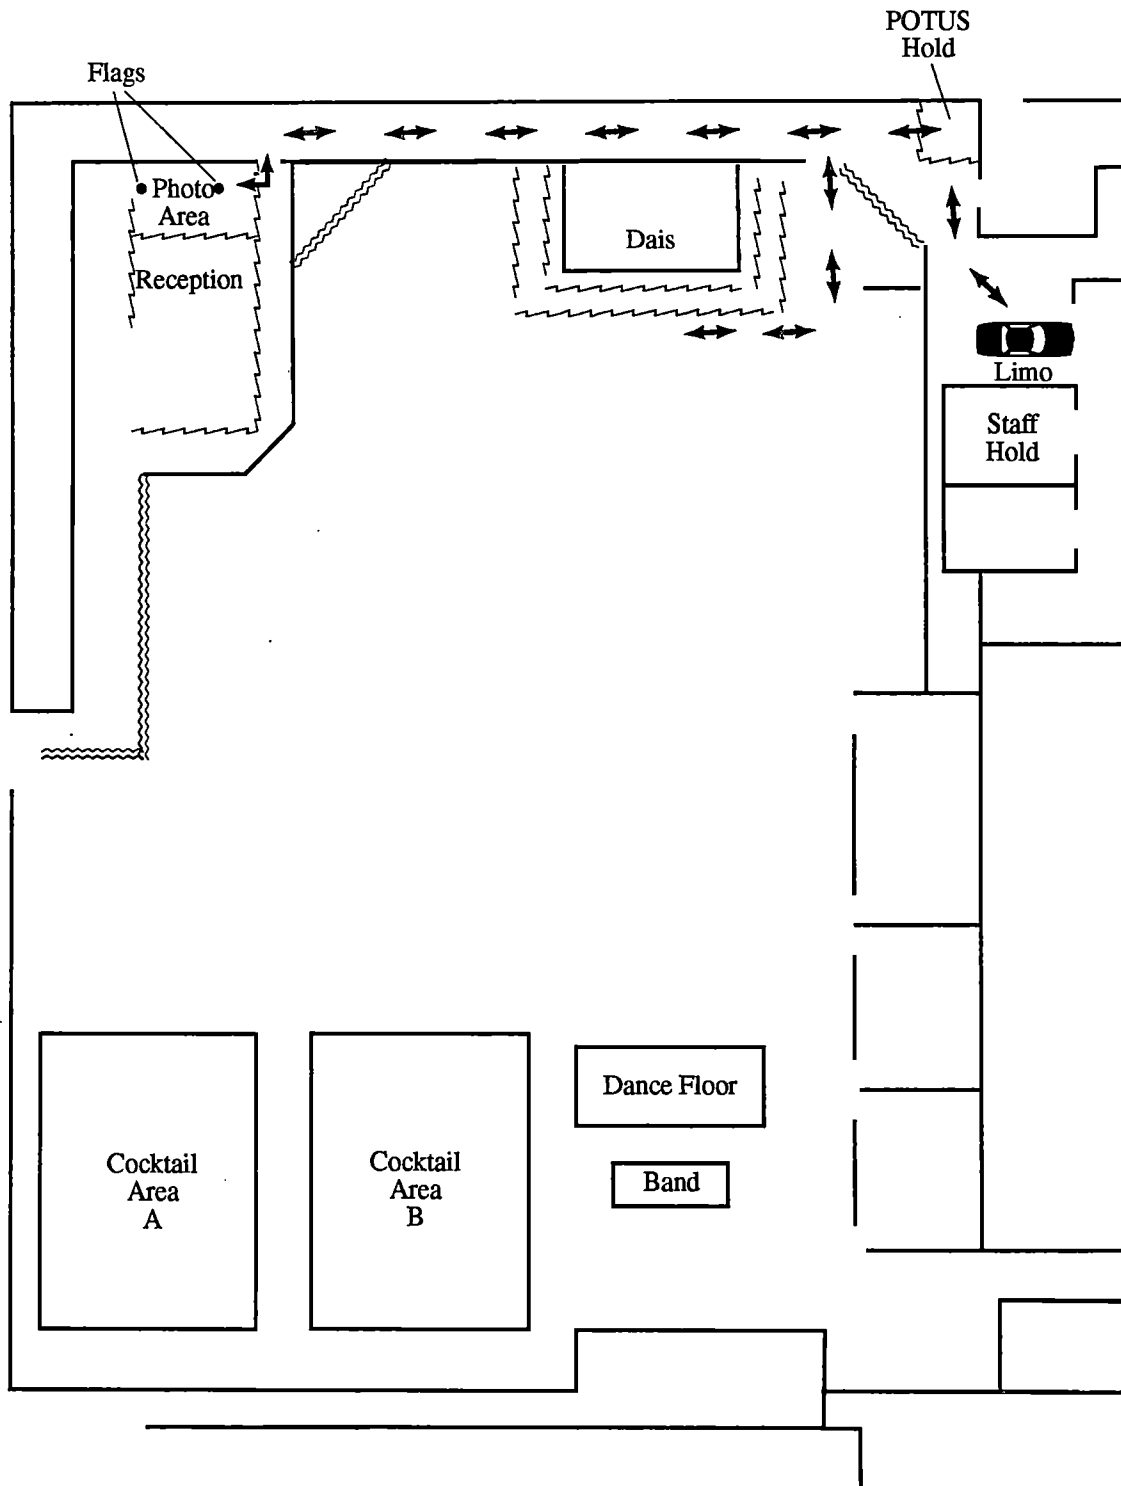 POTUS
Hold
Flags
Photo
Area
Reception
Dais
Limo
Staff
Hold
Dance Floor
Band
Cocktail
Area
A
Cocktail
Area
B